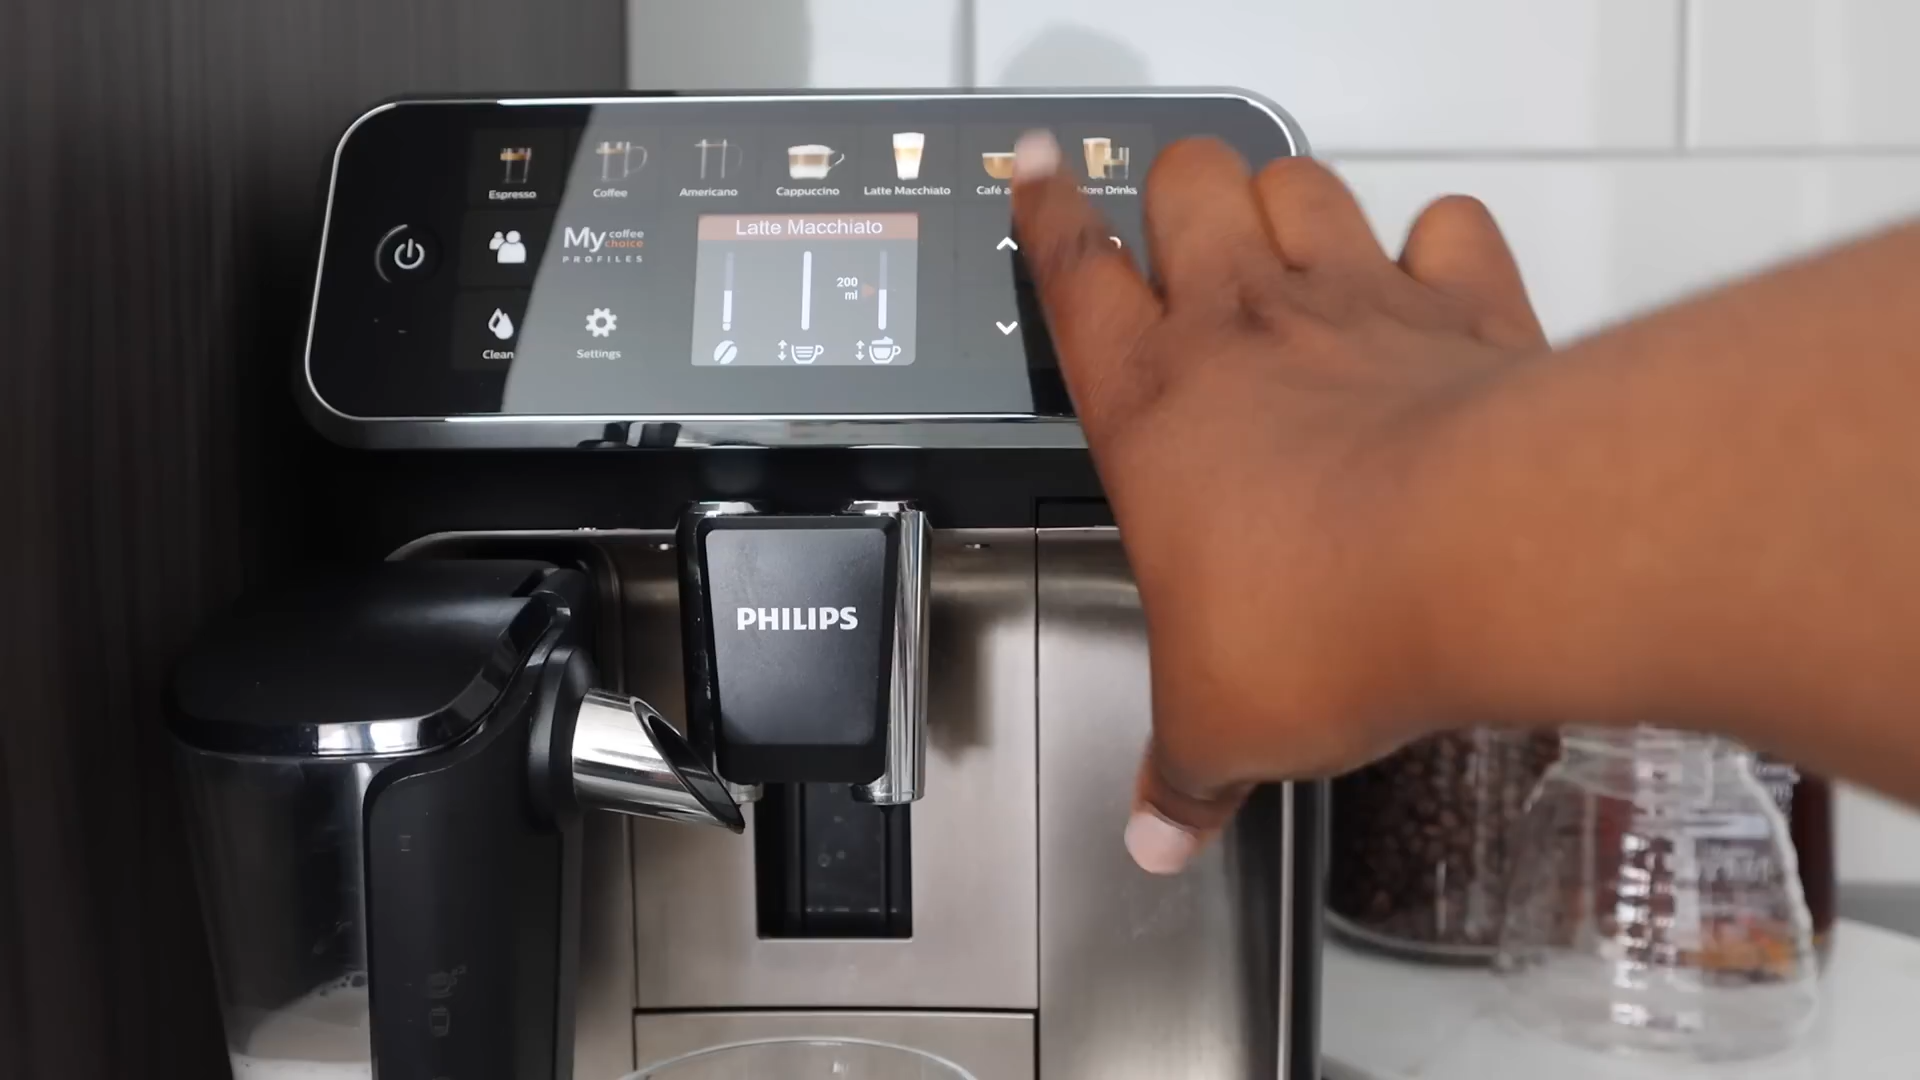 Espresso
Coffee
Americano
Cappuccino
Latte Macchiato
Café a
More Drinks
My coffee choice
PROFILES
Latte Macchiato
200
ml
Clean
Settings
PHILIPS